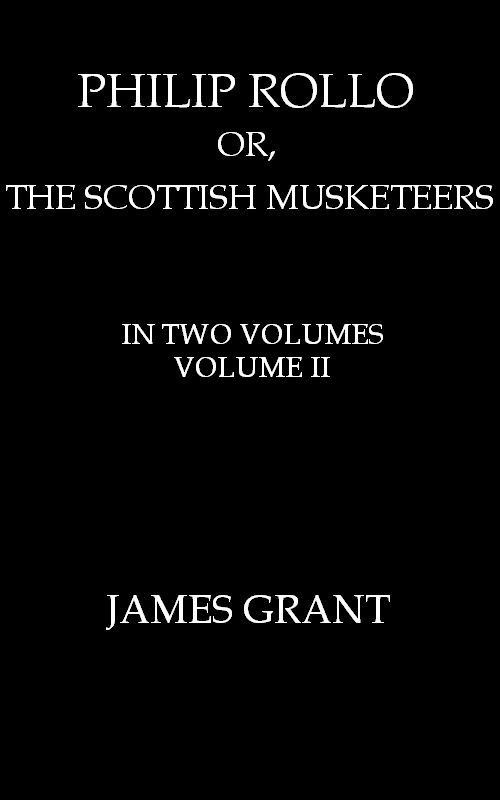 PHILIP ROLLO
OR,
THE SCOTTISH MUSKETEERS
IN TWO VOLUMES
VOLUME II
JAMES GRANT